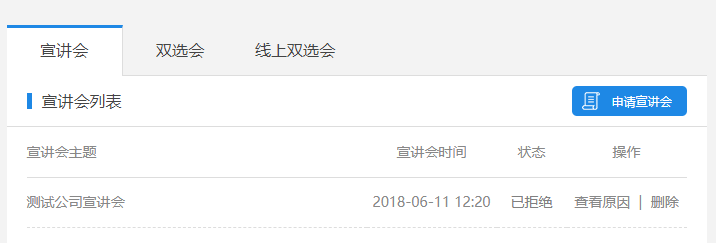 宣讲会 双选会 线上双选会
宣讲会列表 申请宣讲会
宣讲会主题 宣讲会时间 状态 操作
测试公司宣讲会 2018-06-11 12:20 已拒绝 查看原因 | 删除